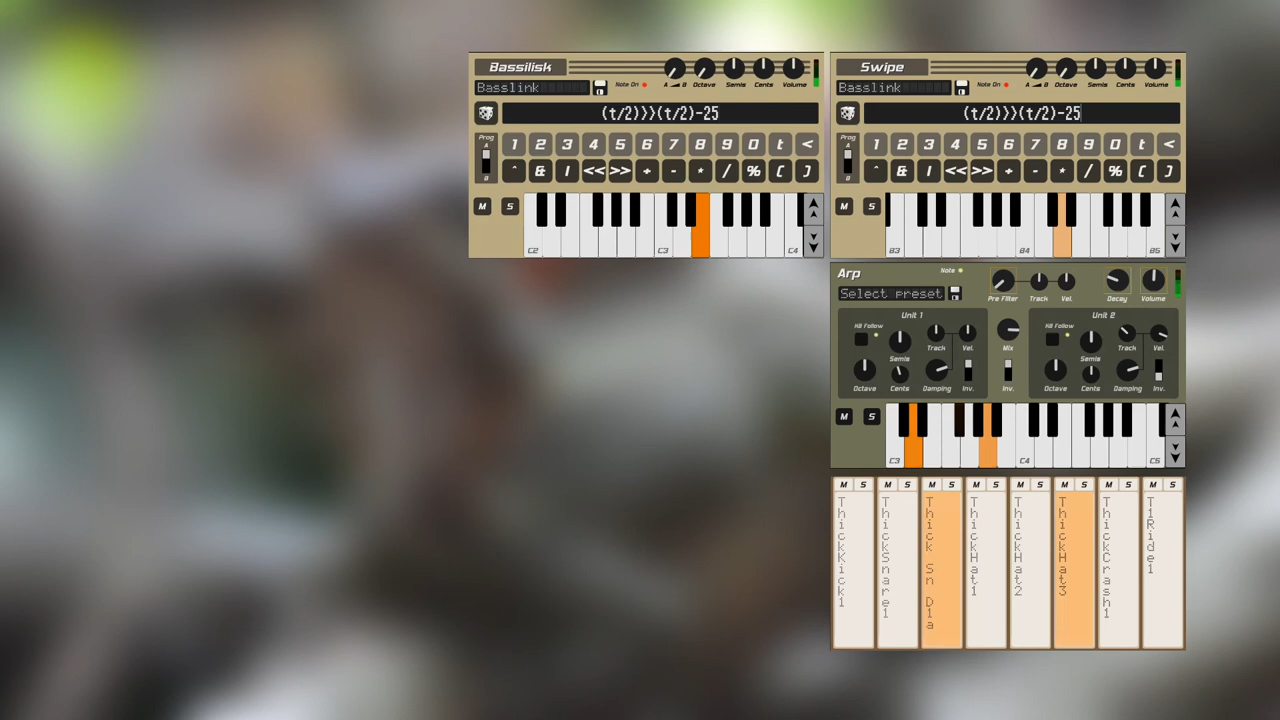 Bassilisk
A B Octave Semis Cents Volume
Basslink
Note On
(t/2)>>(t/2)-25
Prog
A
B
1 2 3 4 5 6 7 8 9 0 t <
^ & | << >> + - * / % ( )
M S
C2 C3 C4
Swipe
A B Octave Semis Cents Volume
Basslink
Note On
(t/2)>>(t/2)-25
Prog
A
B
1 2 3 4 5 6 7 8 9 0 t <
^ & | << >> + - * / % ( )
M S
B3 B4 B5
Arp
Note
Select preset
Pre Filter Track Vel. Decay Volume
Unit 1
KB Follow
Semis
Track Vel.
Octave Cents Damping Inv.
Mix
Inv.
Unit 2
KB Follow
Semis
Track Vel.
Octave Cents Damping Inv.
M S
C3 C4 C5
M S M S M S M S M S M S M S M S
ThickKick1
ThickSnare1
Thick Sn D1a
ThickHat1
ThickHat2
ThickHat3
ThickCrash1
T1Ride1